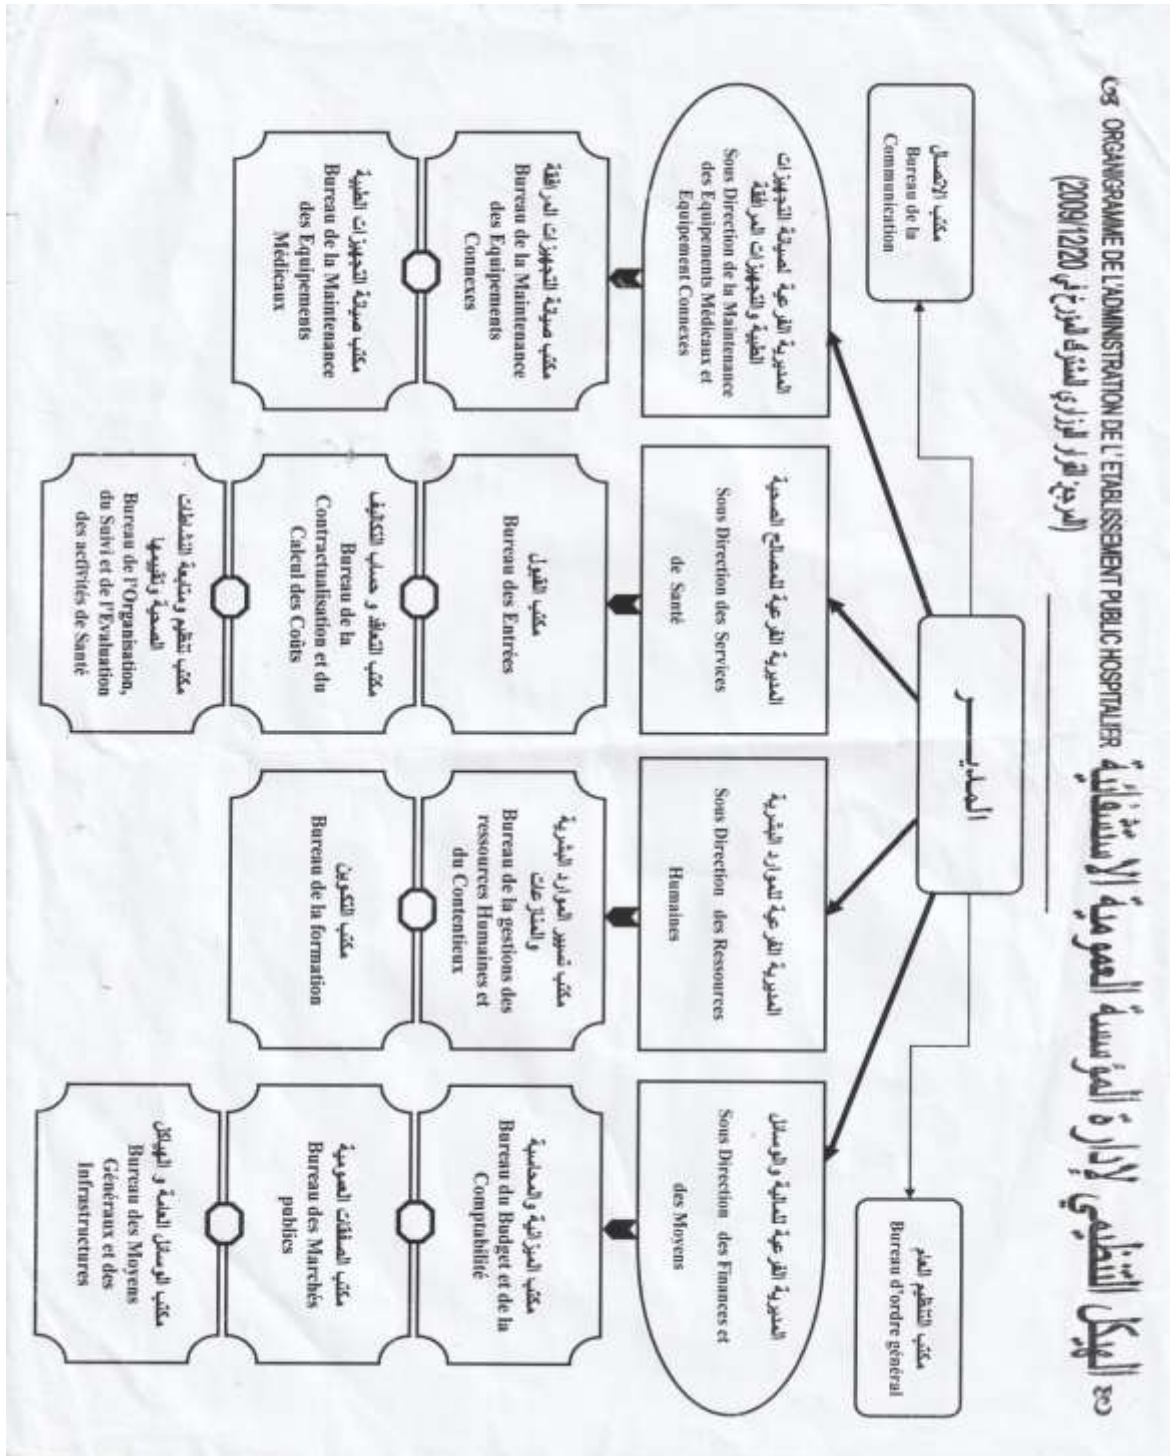 ORGANIGRAMME DE L'ADMINISTRATION DE L'ETABLISSEMENT PUBLIC HOSPITALIER الهيكل التنظيمي لإدارة المؤسسة العمومية الاستشفائية
(المرجع: القرار الوزاري المشترك المؤرخ في 2009/12/20)
المديـــر
مكتب الاتصال
Bureau de la
Communication
مكتب التنظيم العام
Bureau d'ordre général
المديرية الفرعية لصيانة التجهيزات
الطبية والتجهيزات المرافقة
Sous Direction de la Maintenance
des Equipements Médicaux et
Equipement Connexes
المديرية الفرعية للمصالح الصحية
Sous Direction des Services
de Santé
المديرية الفرعية للموارد البشرية
Sous Direction des Ressources
Humaines
المديرية الفرعية للمالية والوسائل
Sous Direction des Finances et
des Moyens
مكتب صيانة التجهيزات المرافقة
Bureau de la Maintenance
des Equipements
Connexes
مكتب القبول
Bureau des Entrées
مكتب تسيير الموارد البشرية
والمنازعات
Bureau de la gestions des
ressources Humaines et
du Contentieux
مكتب الميزانية والمحاسبة
Bureau du Budget et de la
Comptabilité
مكتب صيانة التجهيزات الطبية
Bureau de la Maintenance
des Equipements
Médicaux
مكتب التعاقد و حساب التكاليف
Bureau de la
Contractualisation et du
Calcul des Coûts
مكتب التكوين
Bureau de la formation
مكتب الصفقات العمومية
Bureau des Marchés
publics
مكتب تنظيم ومتابعة النشاطات
الصحية وتقييمها
Bureau de l'Organisation,
du Suivi et de l'Evaluation
des activités de Santé
مكتب الوسائل العامة و الهياكل
Bureau des Moyens
Généraux et des
Infrastructures